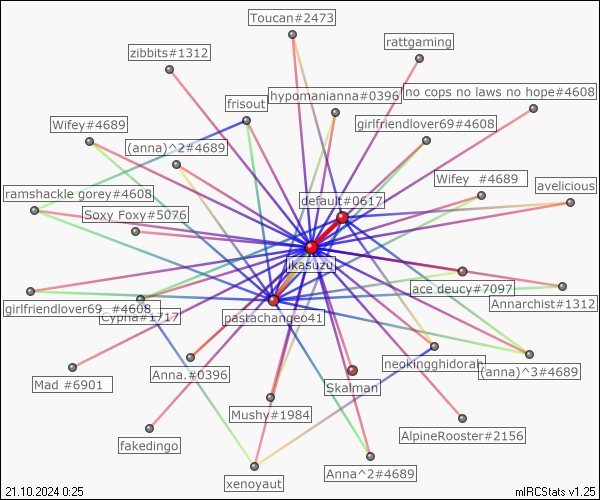 Toucan#2473
rattgaming
zibbits#1312
no cops no laws no hope#4608
hypomanianna#0396
frisout
Wifey#4689
girlfriendlover69#4608
(anna)^2#4689
Wifey #4689
avelicious
ramshackle gorey#4608
default#0617
Soxy Foxy#5076
ikasuzu
ace deucy#7097
Annarchist#1312
girlfriendlover69_#4608
Cypha#1717
pastachangeo41
neokingghidorah
(anna)^3#4689
Anna.#0396
Mad #6901
Skalman
Mushy#1984
AlpineRooster#2156
fakedingo
Anna^2#4689
xenoyaut
21.10.2024 0:25
mIRCStats v1.25